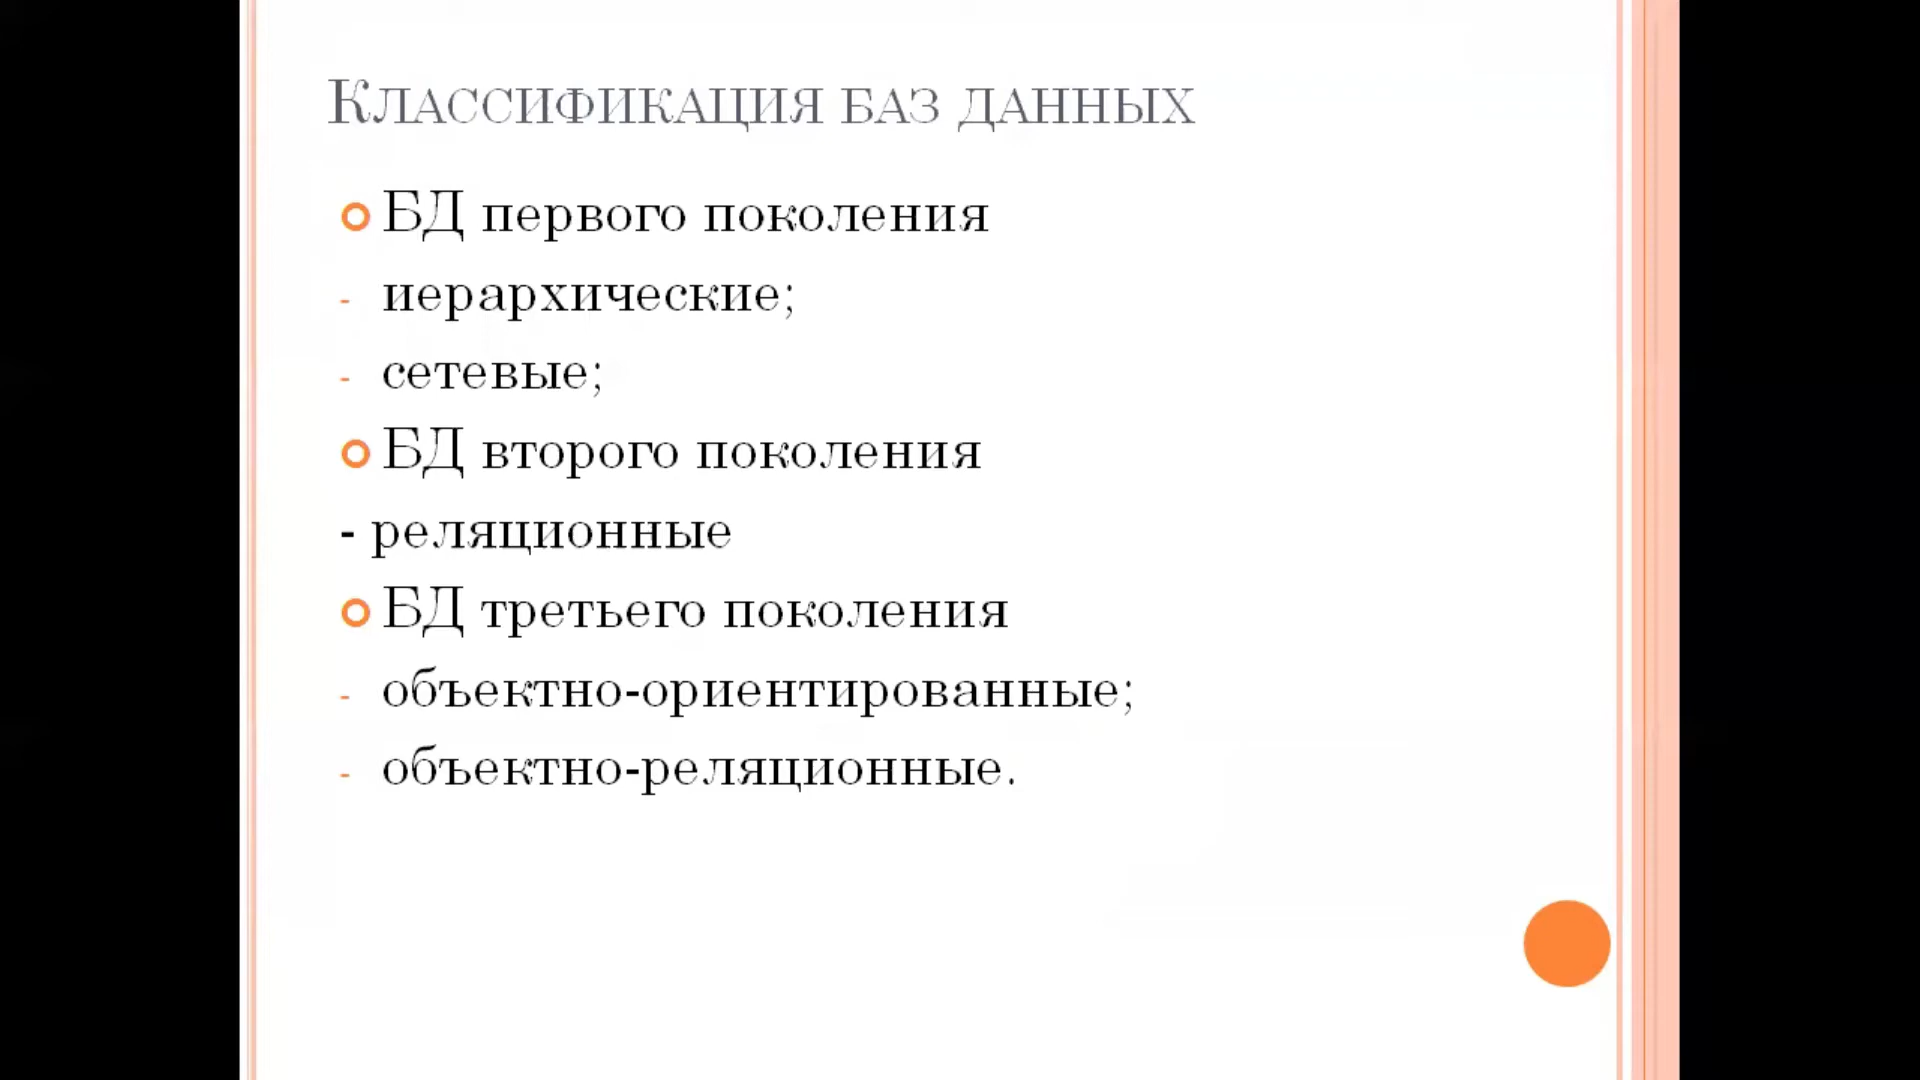 Классификация баз данных
БД первого поколения
- иерархические;
- сетевые;
БД второго поколения
- реляционные
БД третьего поколения
- объектно-ориентированные;
- объектно-реляционные.